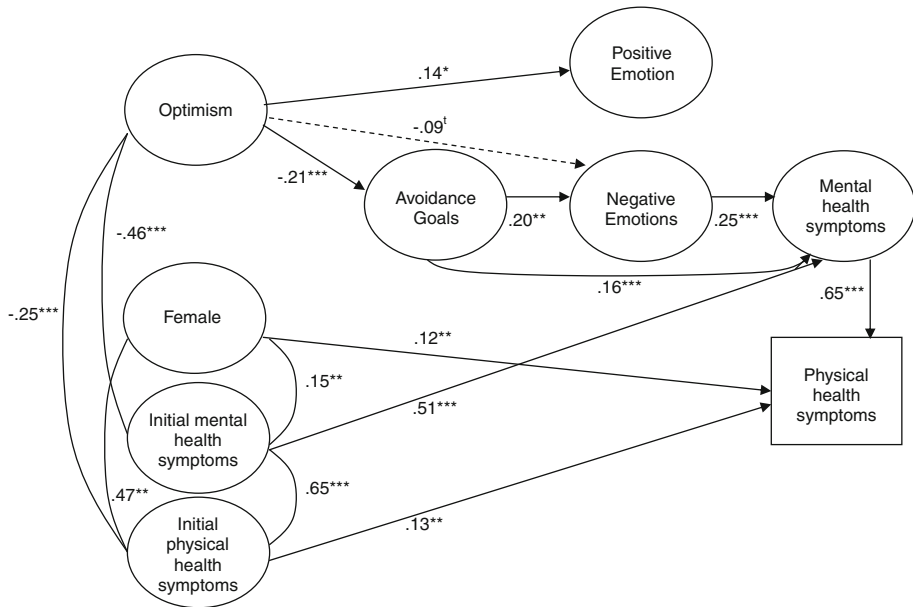 Positive
Emotion
.14*
Optimism
-.09ᵗ
-.21***
Avoidance
Goals
.20**
Negative
Emotions
.25***
Mental
health
symptoms
-.46***
.16***
.65***
-.25***
Female
.12**
.15**
Physical
health
symptoms
Initial mental
health
symptoms
.51***
.65***
.47**
.13**
Initial
physical
health
symptoms